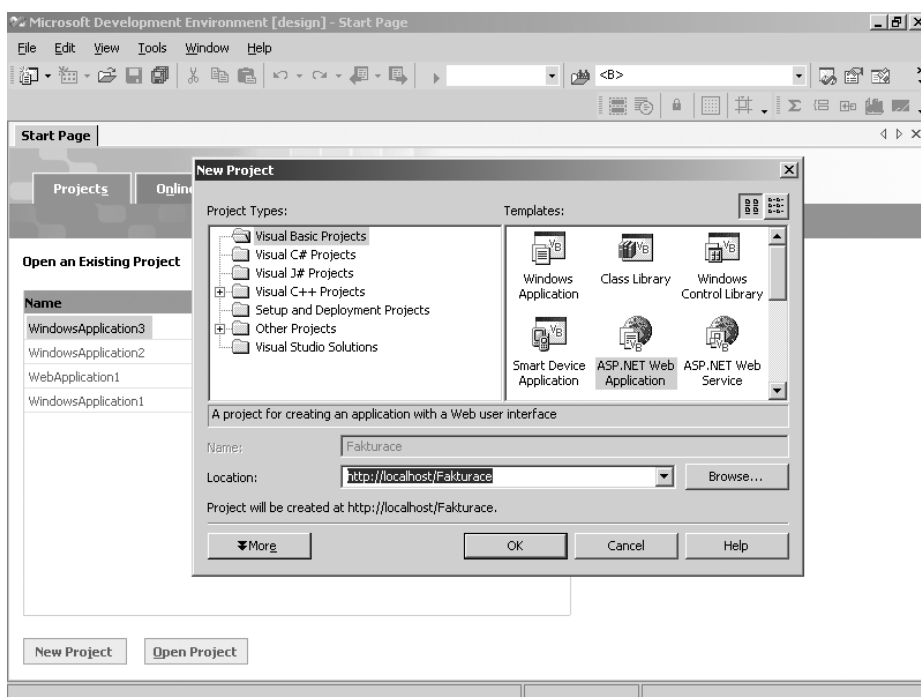 Microsoft Development Environment [design] - Start Page
File Edit View Tools Window Help
<B>
Start Page
Projects
Online
New Project
Project Types:
Templates:
Visual Basic Projects
Visual C# Projects
Visual J# Projects
Visual C++ Projects
Setup and Deployment Projects
Other Projects
Visual Studio Solutions
Windows Application
Class Library
Windows Control Library
Smart Device Application
ASP.NET Web Application
ASP.NET Web Service
A project for creating an application with a Web user interface
Name: Fakturace
Location: http://localhost/Fakturace
Browse...
Project will be created at http://localhost/Fakturace.
More
OK
Cancel
Help
Open an Existing Project
Name
WindowsApplication3
WindowsApplication2
WebApplication1
WindowsApplication1
New Project
Open Project